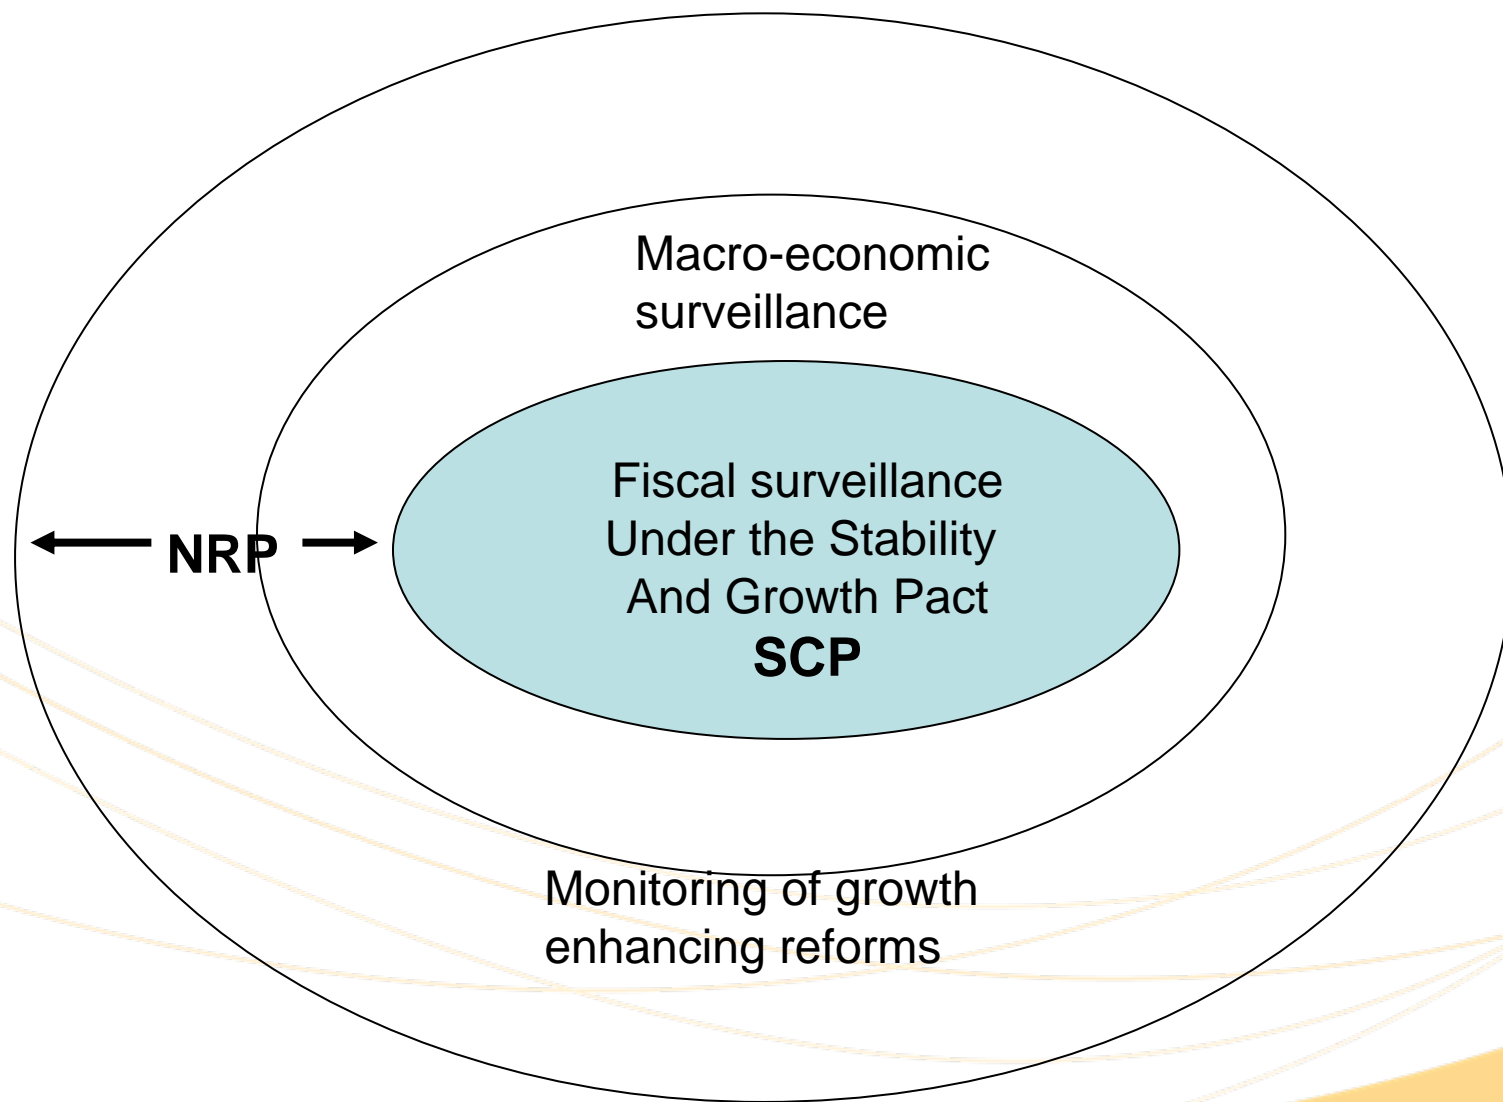 Macro-economic
surveillance
Fiscal surveillance
Under the Stability
And Growth Pact
SCP
NRP
Monitoring of growth
enhancing reforms